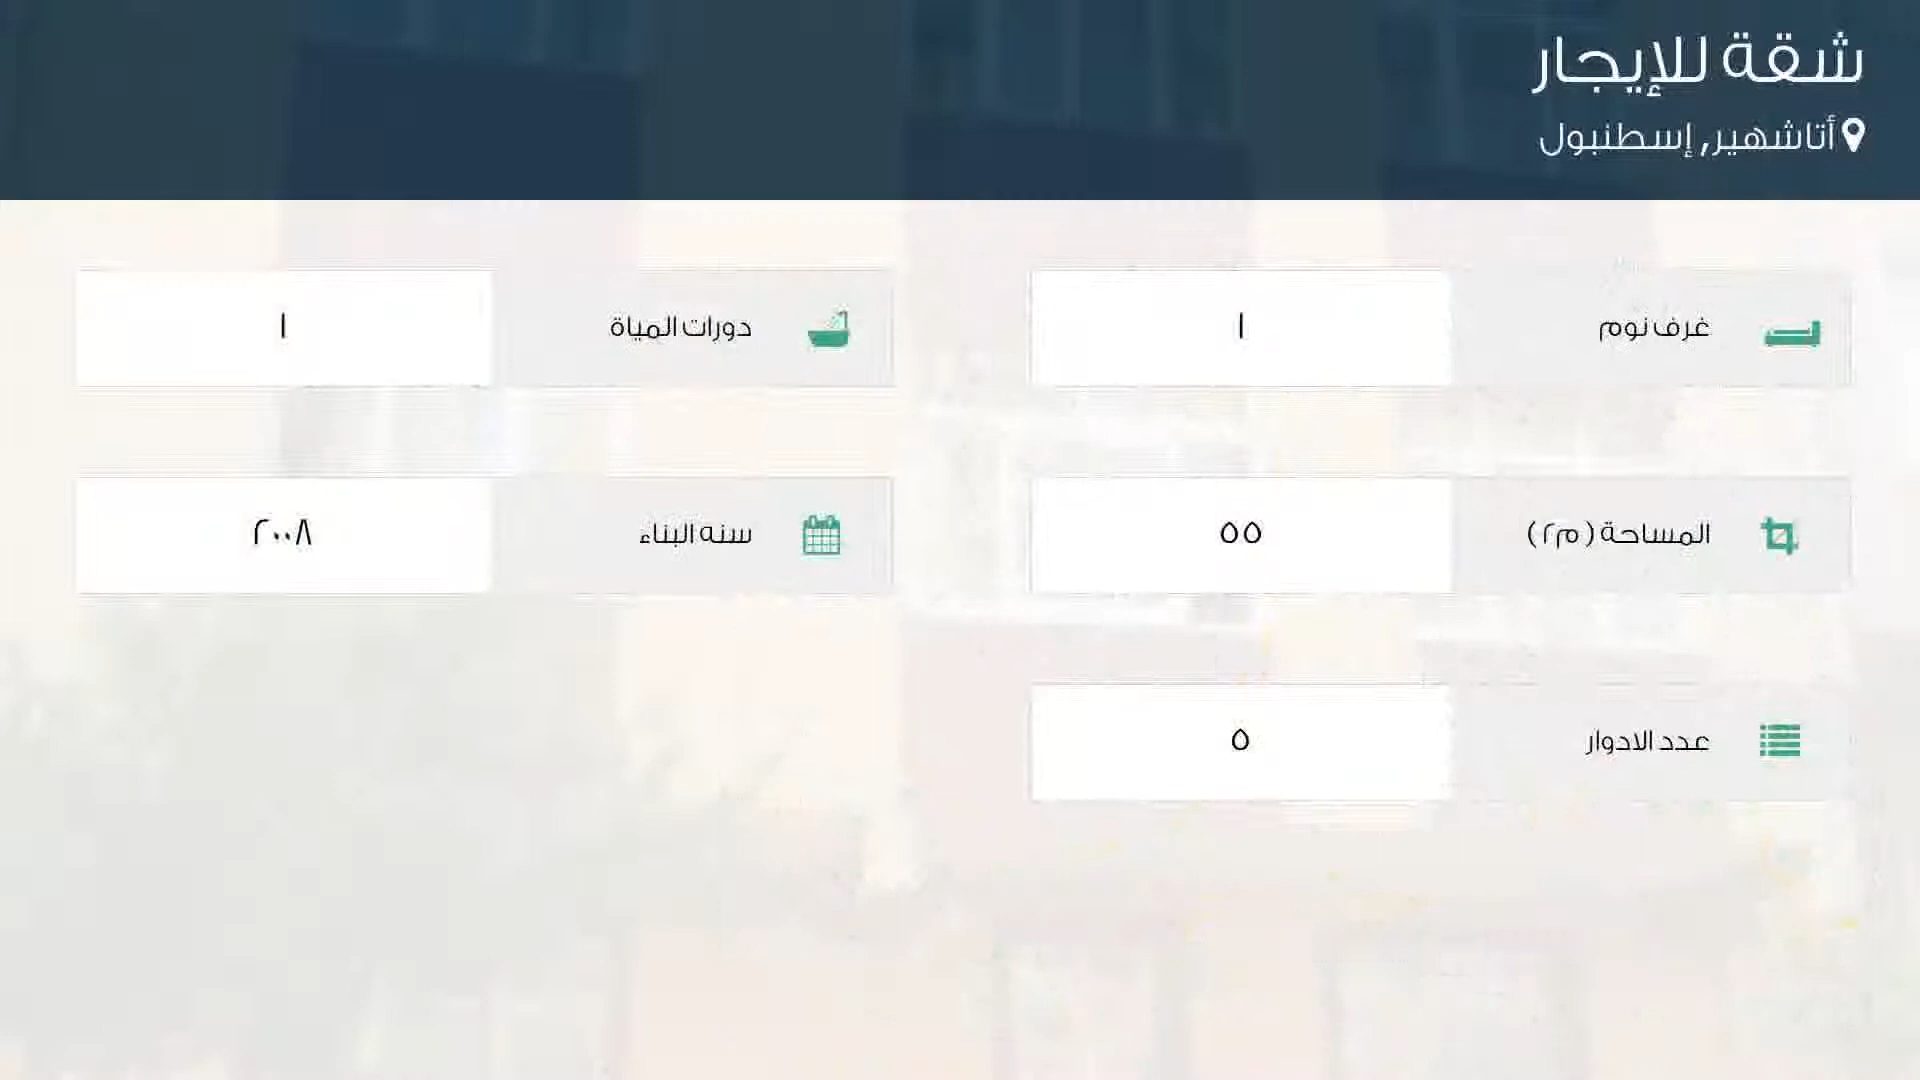 شقة للإيجار
أتاشهير, إسطنبول
غرف نوم
١
دورات المياة
١
المساحة (م٢)
٥٥
سنه البناء
٢٠٠٨
عدد الادوار
٥